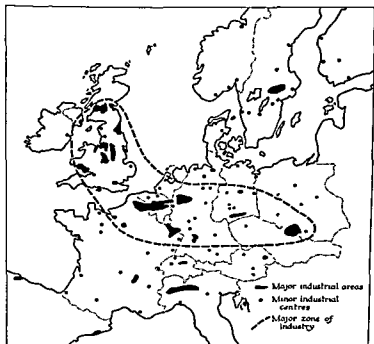 Major industrial areas
Minor industrial
centres
Major zone of
industry